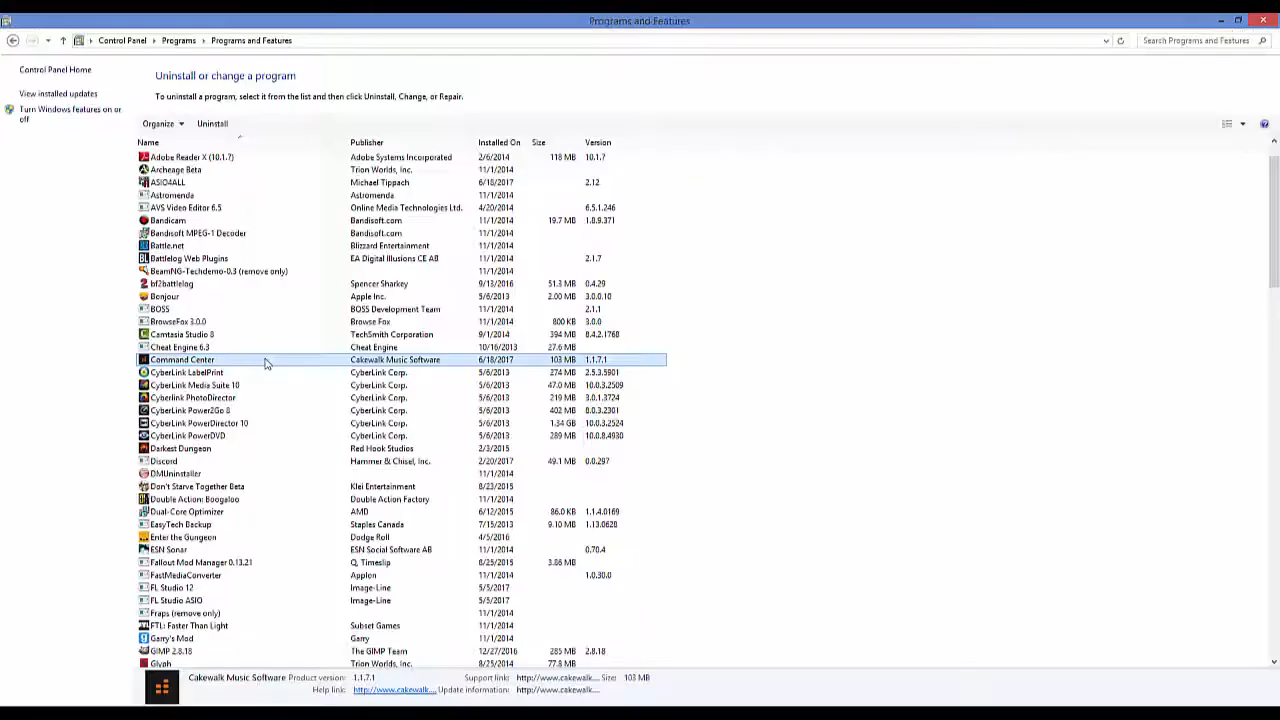 Programs and Features
Control Panel > Programs > Programs and Features
Search Programs and Features
Control Panel Home
View installed updates
Turn Windows features on or
off
Uninstall or change a program
To uninstall a program, select it from the list and then click Uninstall, Change, or Repair.
Organize Uninstall
Name Publisher Installed On Size Version
Adobe Reader X (10.1.7) Adobe Systems Incorporated 2/6/2014 118 MB 10.1.7
Archeage Beta Trion Worlds, Inc. 11/1/2014
ASIO4ALL Michael Tippach 6/18/2017 2.12
Astromenda Astromenda 11/1/2014
AVS Video Editor 6.5 Online Media Technologies Ltd. 4/20/2014 6.5.1.246
Bandicam Bandisoft.com 11/1/2014 19.7 MB 1.8.9.371
Bandisoft MPEG-1 Decoder Bandisoft.com 11/1/2014
Battle.net Blizzard Entertainment 11/1/2014
Battlelog Web Plugins EA Digital Illusions CE AB 11/1/2014 2.1.7
BeamNG-Techdemo-0.3 (remove only) 11/1/2014
bf2battlelog Spencer Sharkey 9/13/2016 51.3 MB 0.4.29
Bonjour Apple Inc. 5/6/2013 2.00 MB 3.0.0.10
BOSS BOSS Development Team 11/1/2014 2.1.1
BrowseFox 3.0.0 Browse Fox 11/1/2014 800 KB 3.0.0
Camtasia Studio 8 TechSmith Corporation 9/1/2014 394 MB 8.4.2.1768
Cheat Engine 6.3 Cheat Engine 10/16/2013 27.6 MB
Command Center Cakewalk Music Software 6/18/2017 103 MB 1.1.7.1
CyberLink LabelPrint CyberLink Corp. 5/6/2013 274 MB 2.5.3.5901
CyberLink Media Suite 10 CyberLink Corp. 5/6/2013 47.0 MB 10.0.3.2509
CyberLink PhotoDirector CyberLink Corp. 5/6/2013 219 MB 3.0.1.3724
CyberLink Power2Go 8 CyberLink Corp. 5/6/2013 402 MB 8.0.3.2301
CyberLink PowerDirector 10 CyberLink Corp. 5/6/2013 1.34 GB 10.0.3.2524
CyberLink PowerDVD CyberLink Corp. 5/6/2013 289 MB 10.0.8.4930
Darkest Dungeon Red Hook Studios 2/3/2015
Discord Hammer & Chisel, Inc. 2/20/2017 49.1 MB 0.0.297
DMUninstaller 11/1/2014
Don't Starve Together Beta Klei Entertainment 8/23/2015
Double Action: Boogaloo Double Action Factory 11/1/2014
Dual-Core Optimizer AMD 6/12/2015 86.0 KB 1.1.4.0169
EasyTech Backup Staples Canada 7/15/2013 9.10 MB 1.13.0628
Enter the Gungeon Dodge Roll 4/5/2016
ESN Sonar ESN Social Software AB 11/1/2014 0.70.4
Fallout Mod Manager 0.13.21 Q, Timeslip 8/25/2015 3.86 MB
FastMediaConverter Applon 11/1/2014 1.0.30.0
FL Studio 12 Image-Line 5/5/2017
FL Studio ASIO Image-Line 5/5/2017
Fraps (remove only) 11/1/2014
FTL: Faster Than Light Subset Games 11/1/2014
Garry's Mod Garry 11/1/2014
GIMP 2.8.18 The GIMP Team 12/27/2016 285 MB 2.8.18
Glyph Trion Worlds, Inc. 8/25/2014 77.8 MB
Cakewalk Music Software Product version: 1.1.7.1 Support link: http://www.cakewalk.... Size: 103 MB
Help link: http://www.cakewalk.... Update information: http://www.cakewalk....